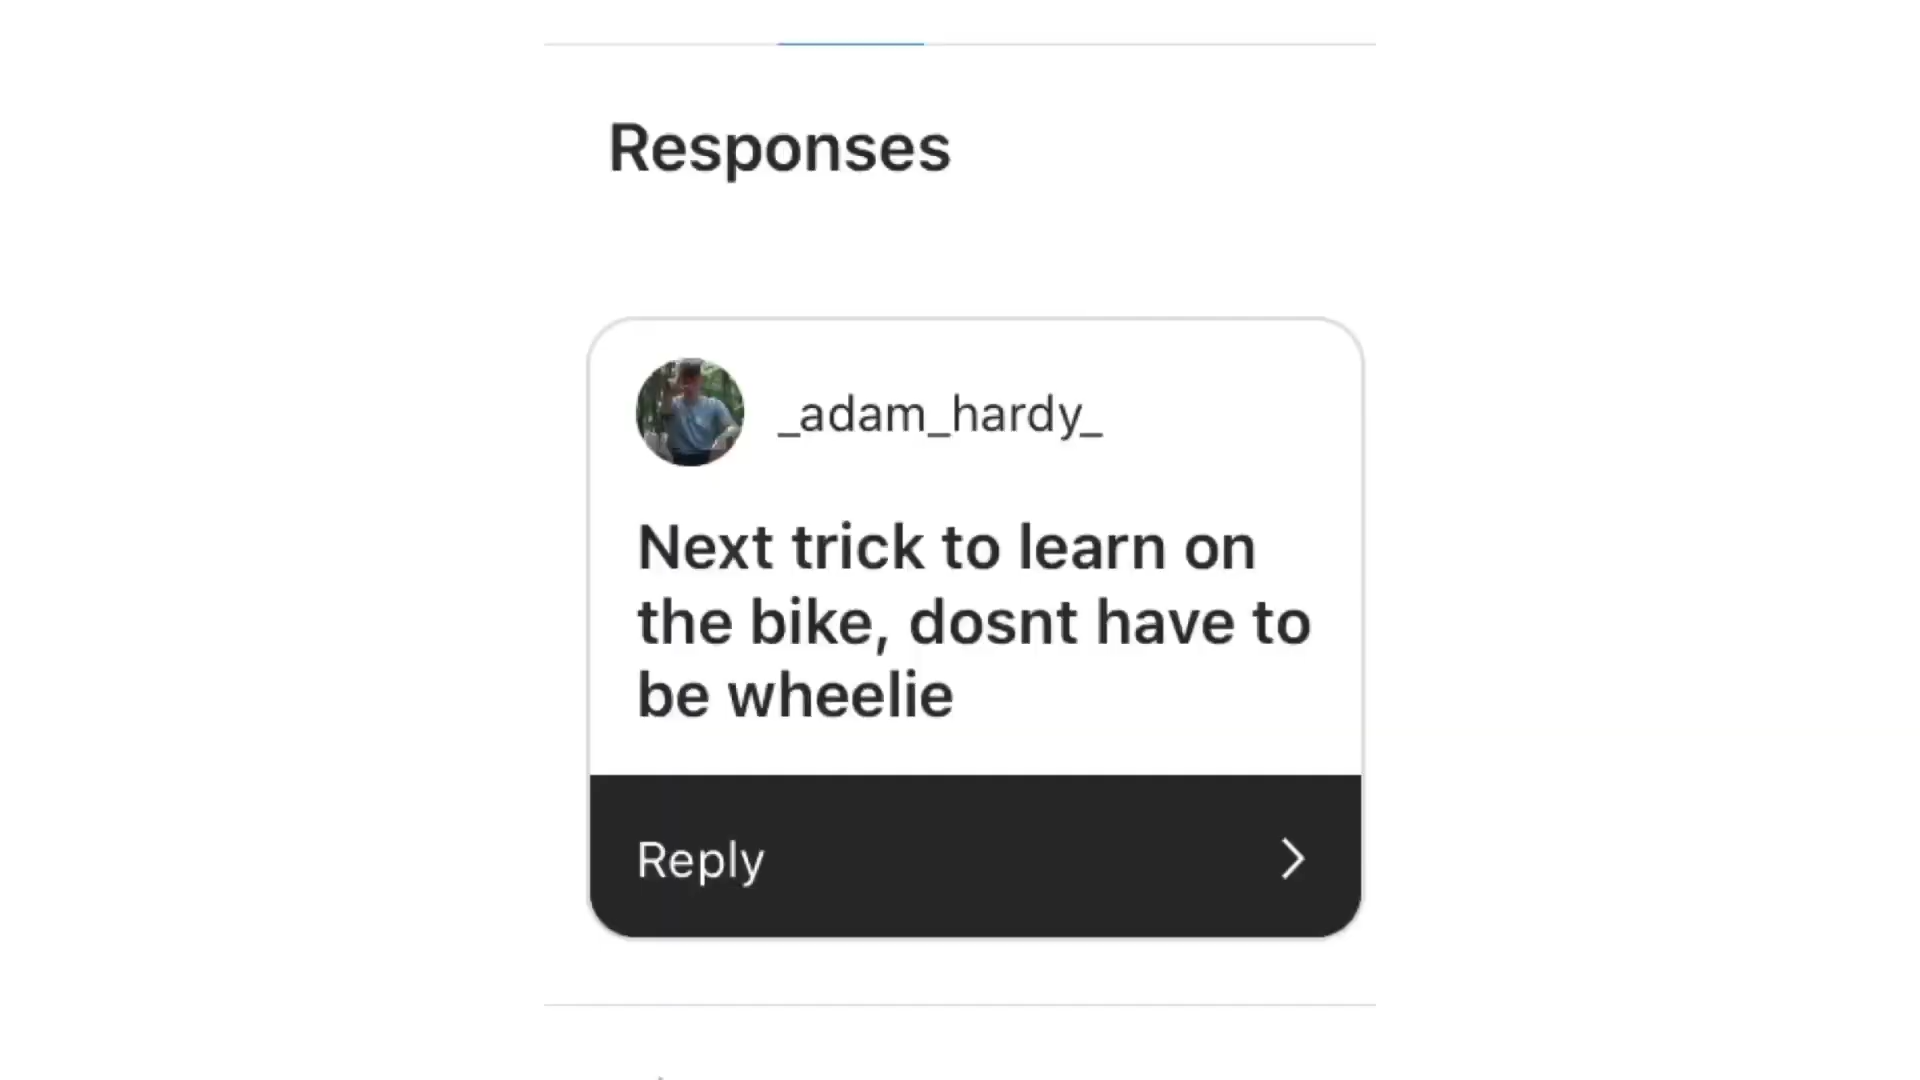 Responses
_adam_hardy_
Next trick to learn on
the bike, dosnt have to
be wheelie
Reply